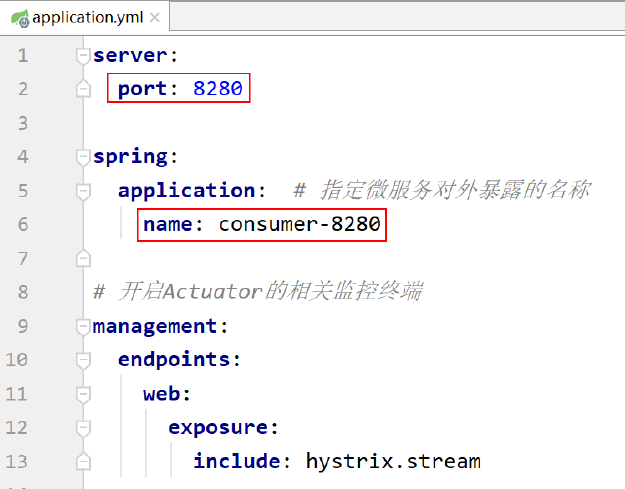 application.yml ×
1 server:
2   port: 8280
3
4 spring:
5   application:  # 指定微服务对外暴露的名称
6     name: consumer-8280
7
8 # 开启Actuator的相关监控终端
9 management:
10   endpoints:
11     web:
12       exposure:
13         include: hystrix.stream